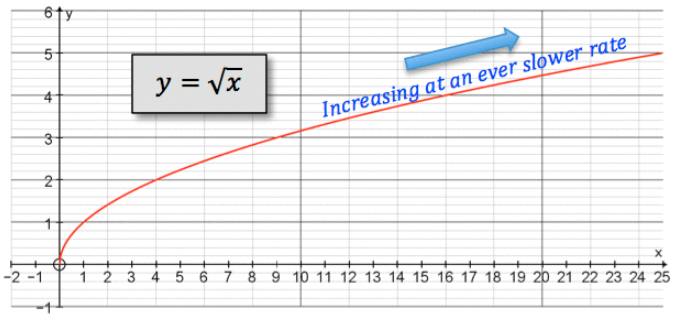 6 y
5
y = √x
Increasing at an ever slower rate
4
3
2
1
x
−2 −1 1 2 3 4 5 6 7 8 9 10 11 12 13 14 15 16 17 18 19 20 21 22 23 24 25
−1